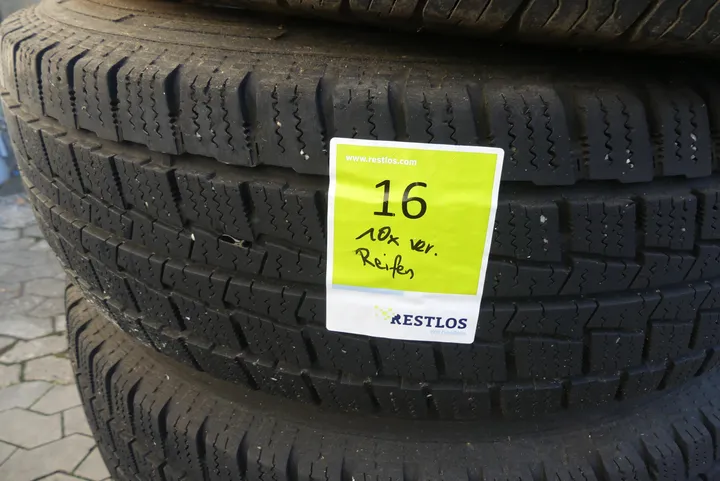 www.restlos.com
16
10x ver.
Reifen
RESTLOS